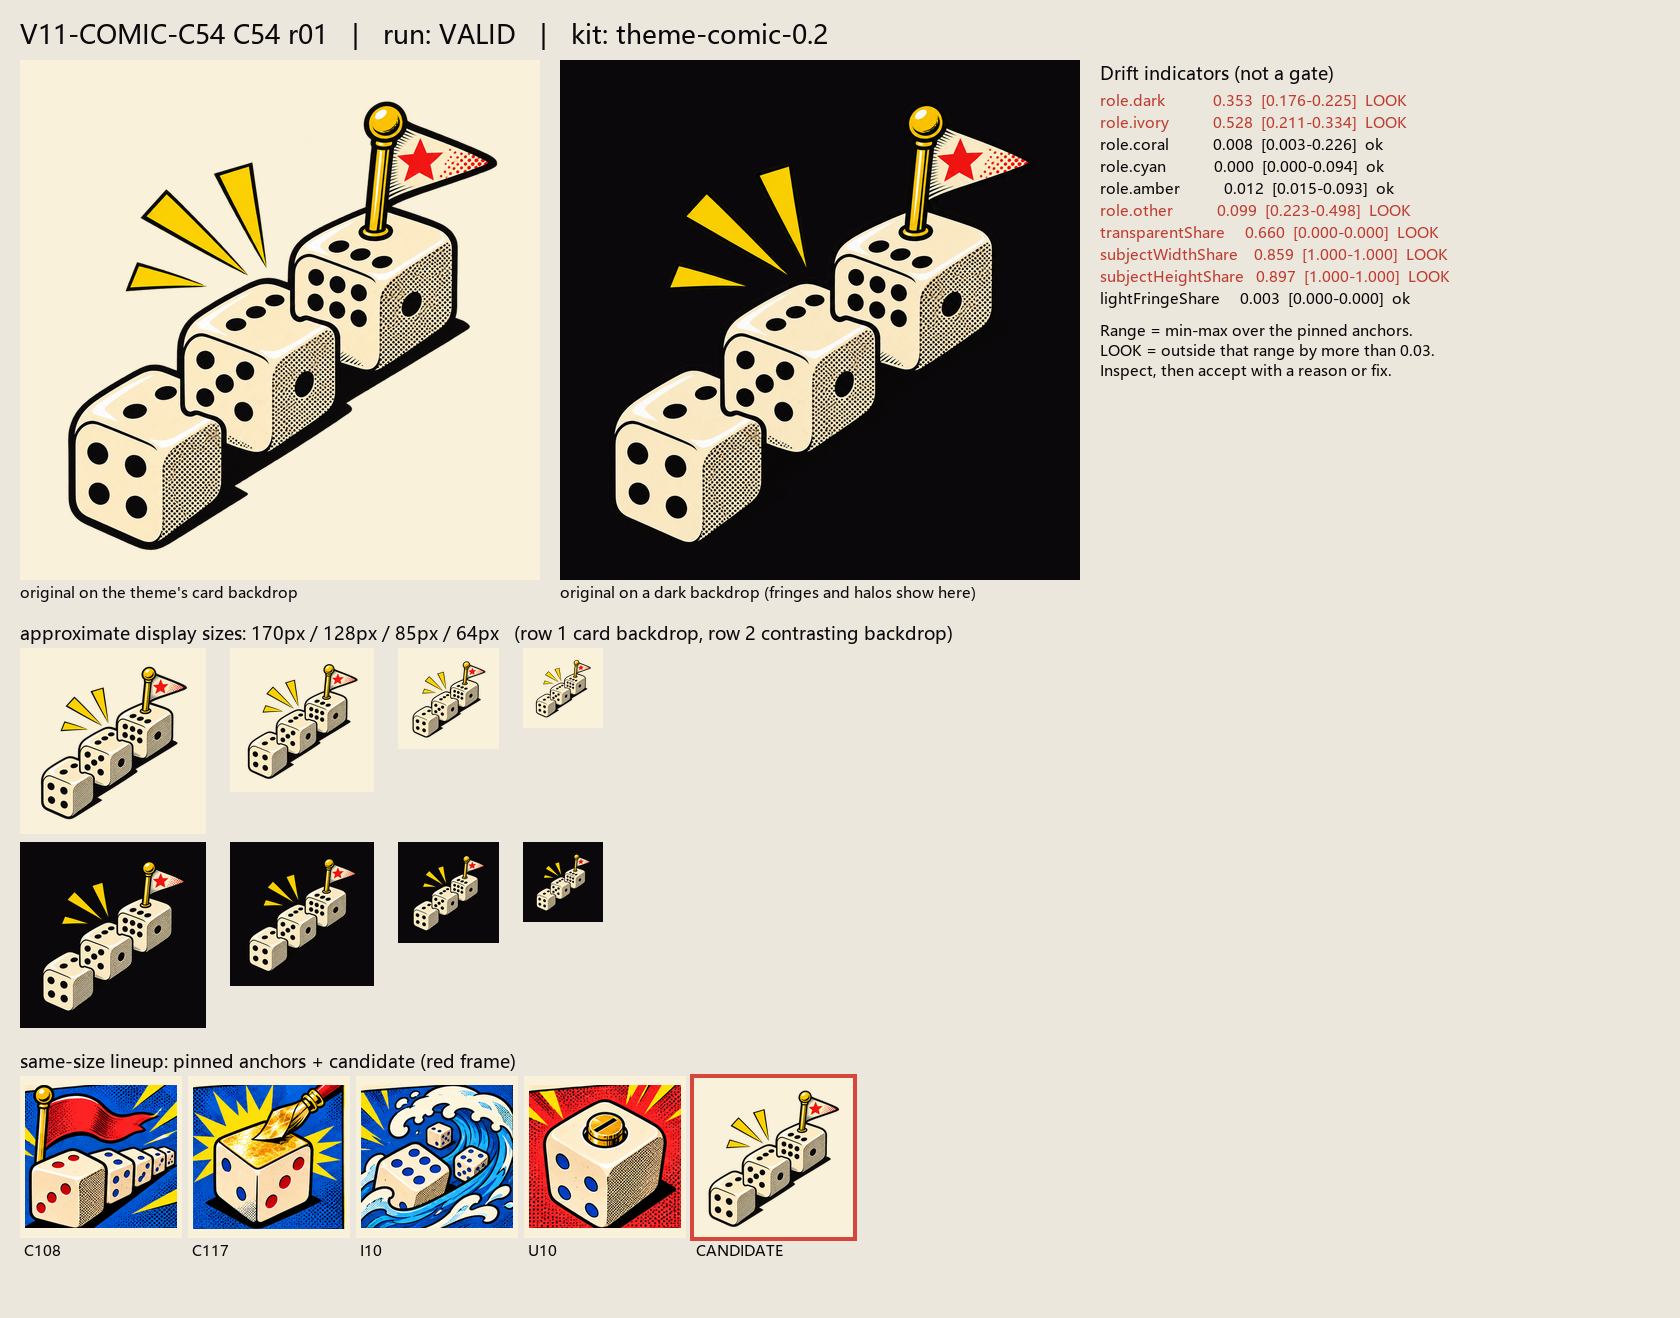 V11-COMIC-C54 C54 r01 | run: VALID | kit: theme-comic-0.2
Drift indicators (not a gate)
role.dark 0.353 [0.176-0.225] LOOK
role.ivory 0.528 [0.211-0.334] LOOK
role.coral 0.008 [0.003-0.226] ok
role.cyan 0.000 [0.000-0.094] ok
role.amber 0.012 [0.015-0.093] ok
role.other 0.099 [0.223-0.498] LOOK
transparentShare 0.660 [0.000-0.000] LOOK
subjectWidthShare 0.859 [1.000-1.000] LOOK
subjectHeightShare 0.897 [1.000-1.000] LOOK
lightFringeShare 0.003 [0.000-0.000] ok
Range = min-max over the pinned anchors.
LOOK = outside that range by more than 0.03.
Inspect, then accept with a reason or fix.
original on the theme's card backdrop
original on a dark backdrop (fringes and halos show here)
approximate display sizes: 170px / 128px / 85px / 64px (row 1 card backdrop, row 2 contrasting backdrop)
same-size lineup: pinned anchors + candidate (red frame)
C108
C117
I10
U10
CANDIDATE